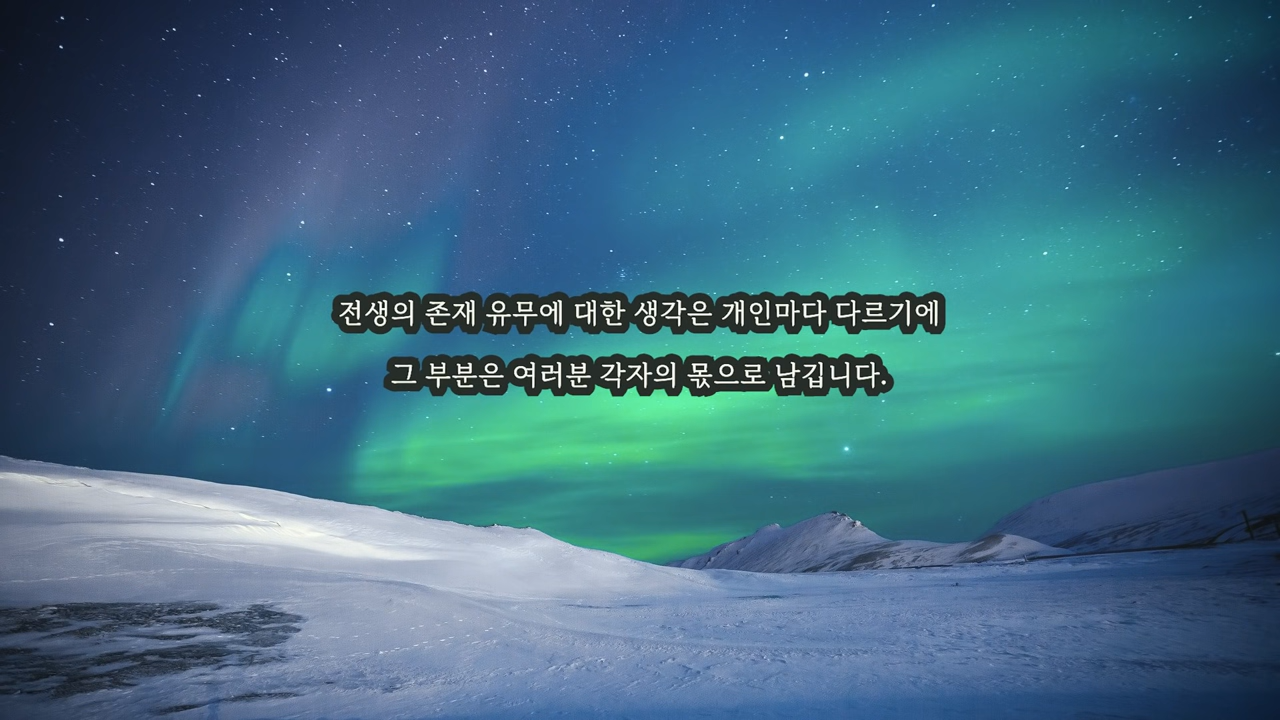 전생의 존재 유무에 대한 생각은 개인마다 다르기에
그 부분은 여러분 각자의 몫으로 남깁니다.